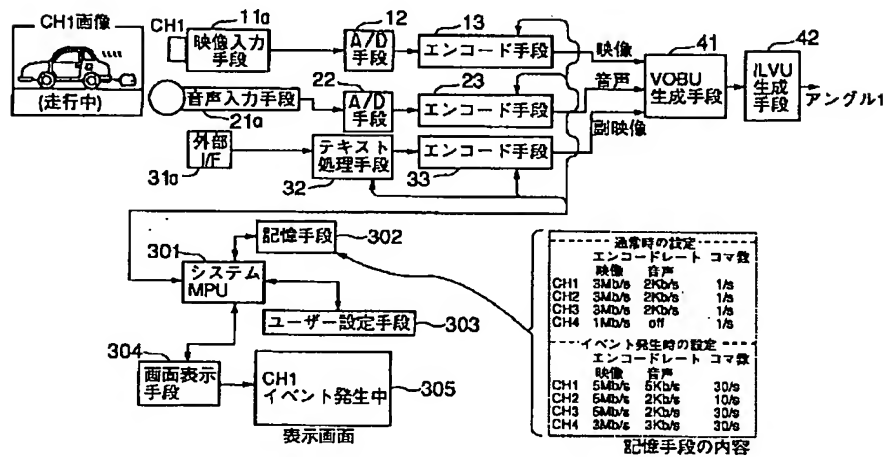 CH1画像
(走行中)
CH1
11a
映像入力
手段
12
A/D
手段
13
エンコード手段
映像
41
VOBU
生成手段
42
ILVU
生成
手段
アングル1
音声入力手段
21a
22
A/D
手段
23
エンコード手段
音声
副映像
外部
I/F
31a
テキスト
処理手段
32
エンコード手段
33
301
システム
MPU
記憶手段
302
ユーザー設定手段
303
304
画面表示
手段
CH1
イベント発生中
305
表示画面
通常時の設定
エンコードレート コマ数
映像 音声
CH1 3Mb/s 2Kb/s 1/s
CH2 3Mb/s 2Kb/s 1/s
CH3 3Mb/s 2Kb/s 1/s
CH4 1Mb/s off 1/s
イベント発生時の設定
エンコードレート コマ数
映像 音声
CH1 5Mb/s 5Kb/s 30/s
CH2 5Mb/s 2Kb/s 10/s
CH3 5Mb/s 2Kb/s 30/s
CH4 3Mb/s 3Kb/s 30/s
記憶手段の内容